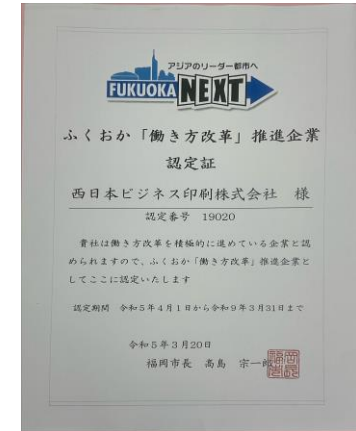 アジアのリーダー都市へ
FUKUOKA NEXT
ふくおか「働き方改革」推進企業
認定証
西日本ビジネス印刷株式会社 様
認定番号 19020
貴社は働き方改革を積極的に進めている企業と認
められますので、ふくおか「働き方改革」推進企業と
してここに認定いたします
認定期間 令和5年4月1日から令和9年3月31日まで
令和5年3月20日
福岡市長 高島 宗一郎